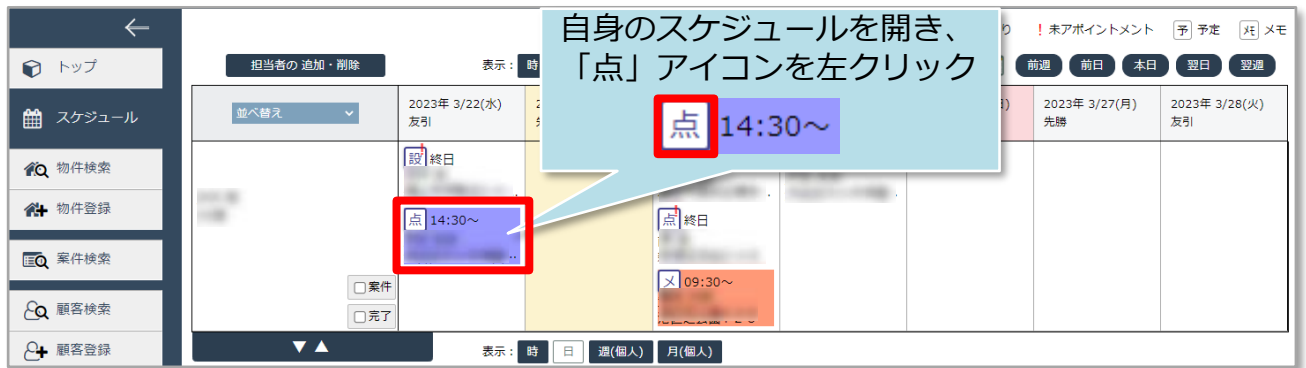 ←
自身のスケジュールを開き、
「点」アイコンを左クリック
点 14:30～
! 未アポイントメント 予 予定 メモ メモ
トップ
スケジュール
物件検索
物件登録
案件検索
顧客検索
顧客登録
担当者の 追加・削除
表示： 時
前週 前日 本日 翌日 翌週
並べ替え
2023年 3/22(水)
友引
2023年 3/27(月)
先勝
2023年 3/28(火)
友引
設! 終日
点 14:30～
点! 終日
メ 09:30～
案件
完了
▼ ▲
表示： 時 日 週(個人) 月(個人)